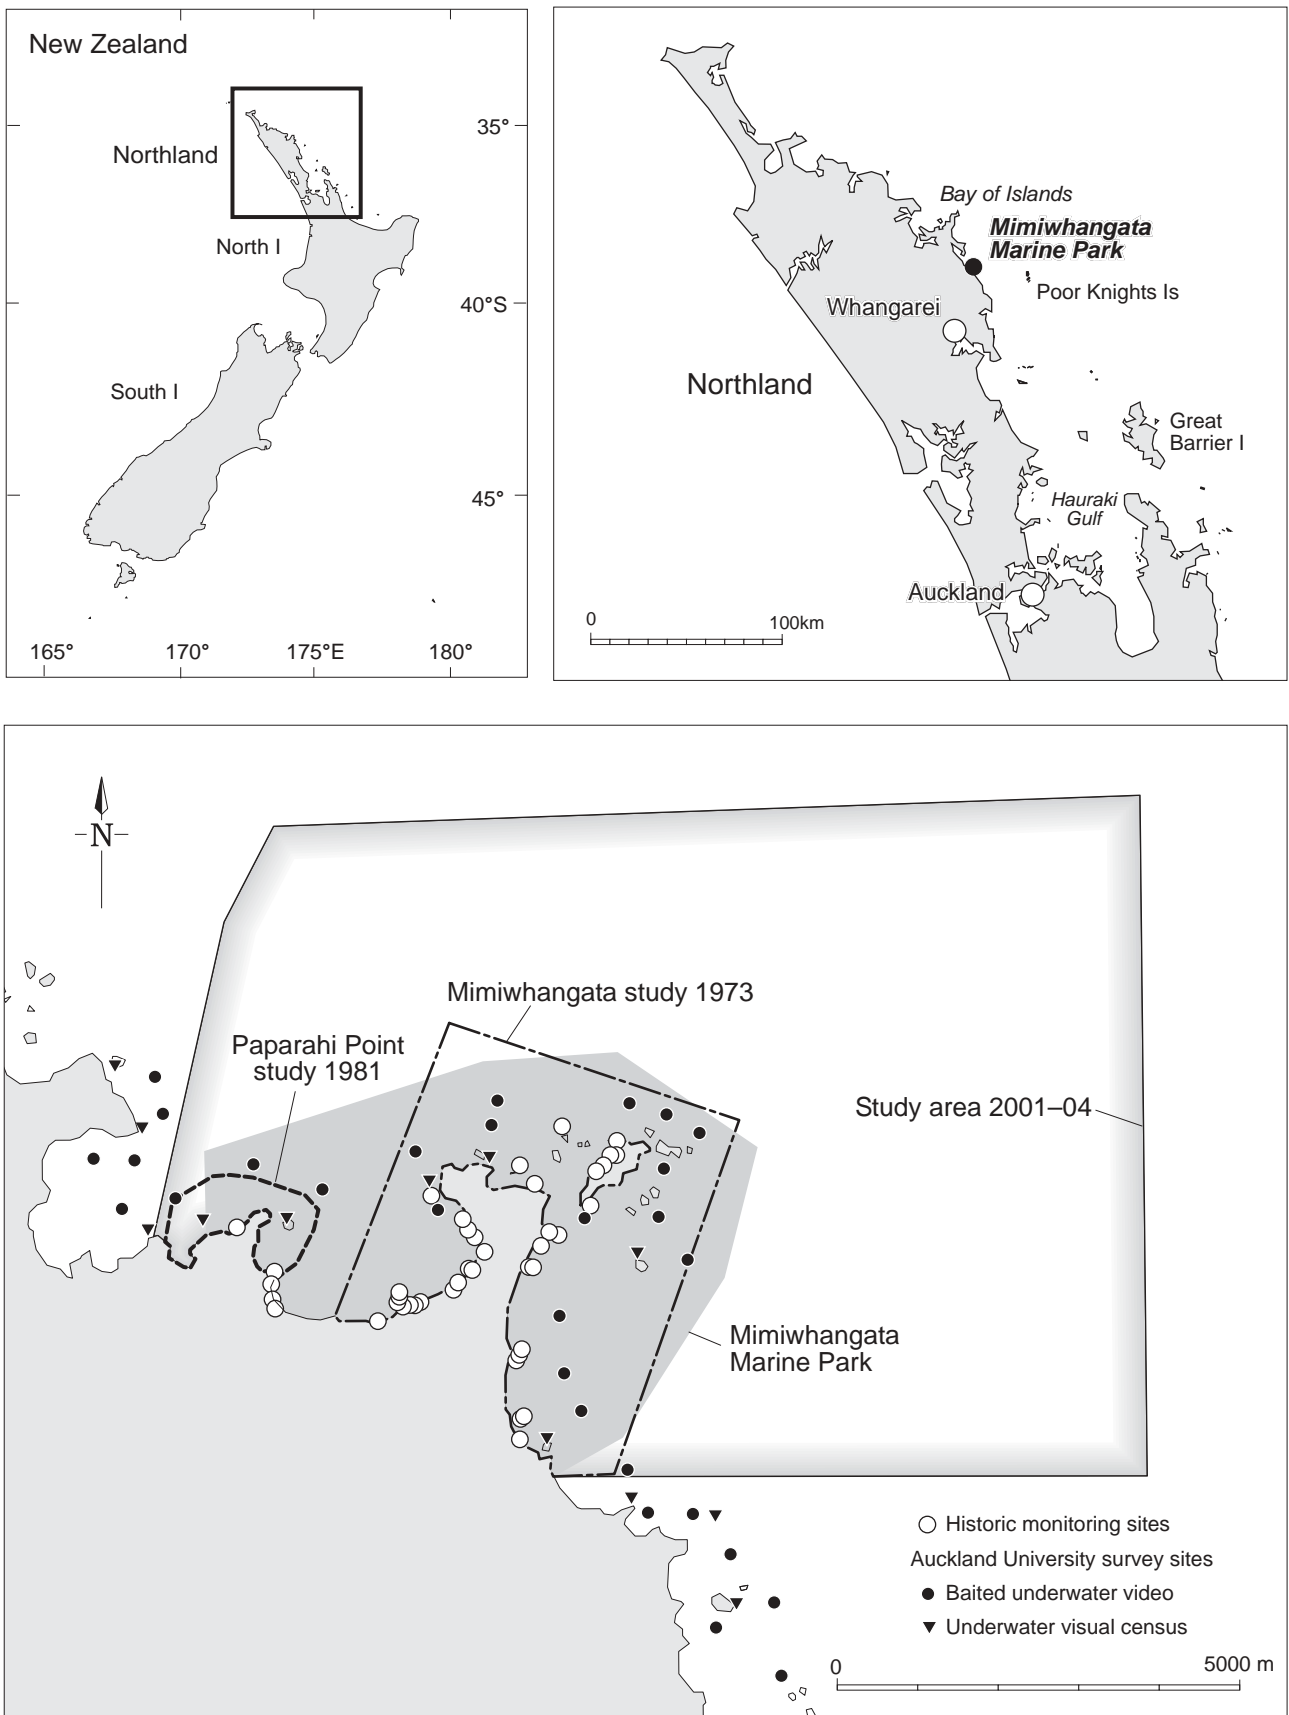 New Zealand
Northland
North I
South I
35°
40°S
45°
165°
170°
175°E
180°
Bay of Islands
Mimiwhangata
Marine Park
Poor Knights Is
Whangarei
Northland
Great
Barrier I
Hauraki
Gulf
Auckland
0
100km
N
Mimiwhangata study 1973
Paparahi Point
study 1981
Study area 2001–04
Mimiwhangata
Marine Park
Historic monitoring sites
Auckland University survey sites
Baited underwater video
Underwater visual census
0
5000 m